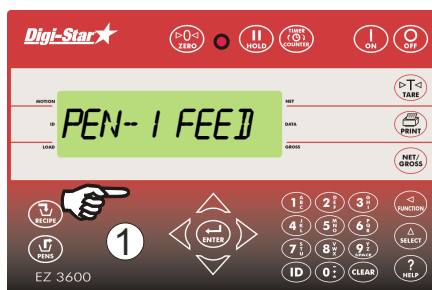 Digi-Star
▷0◁ ZERO
HOLD
TIMER
COUNTER
ON
OFF
▷T◁
TARE
MOTION
NET
ID
PEN-1 FEED
DATA
PRINT
LOAD
GROSS
NET/
GROSS
RECIPE
1
PENS
ENTER
1
2
3
4
5
6
7
8
9
SPACE
ID
0
CLEAR
FUNCTION
SELECT
?
HELP
EZ 3600